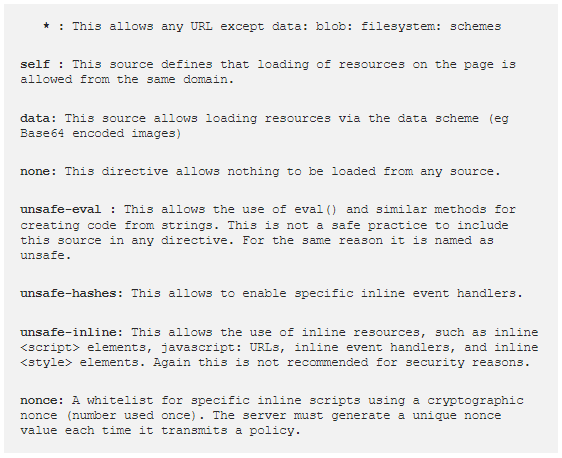 * : This allows any URL except data: blob: filesystem: schemes
self : This source defines that loading of resources on the page is
allowed from the same domain.
data: This source allows loading resources via the data scheme (eg
Base64 encoded images)
none: This directive allows nothing to be loaded from any source.
unsafe-eval : This allows the use of eval() and similar methods for
creating code from strings. This is not a safe practice to include
this source in any directive. For the same reason it is named as
unsafe.
unsafe-hashes: This allows to enable specific inline event handlers.
unsafe-inline: This allows the use of inline resources, such as inline
<script> elements, javascript: URLs, inline event handlers, and inline
<style> elements. Again this is not recommended for security reasons.
nonce: A whitelist for specific inline scripts using a cryptographic
nonce (number used once). The server must generate a unique nonce
value each time it transmits a policy.